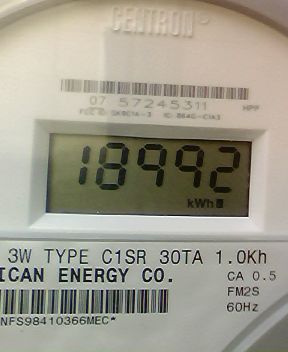 CENTRON
07 57245311 HPP
18992
kWh
3W TYPE C1SR 30TA 1.0Kh
ICAN ENERGY CO. CA 0.5
FM2S
NFS98410366MEC* 60Hz